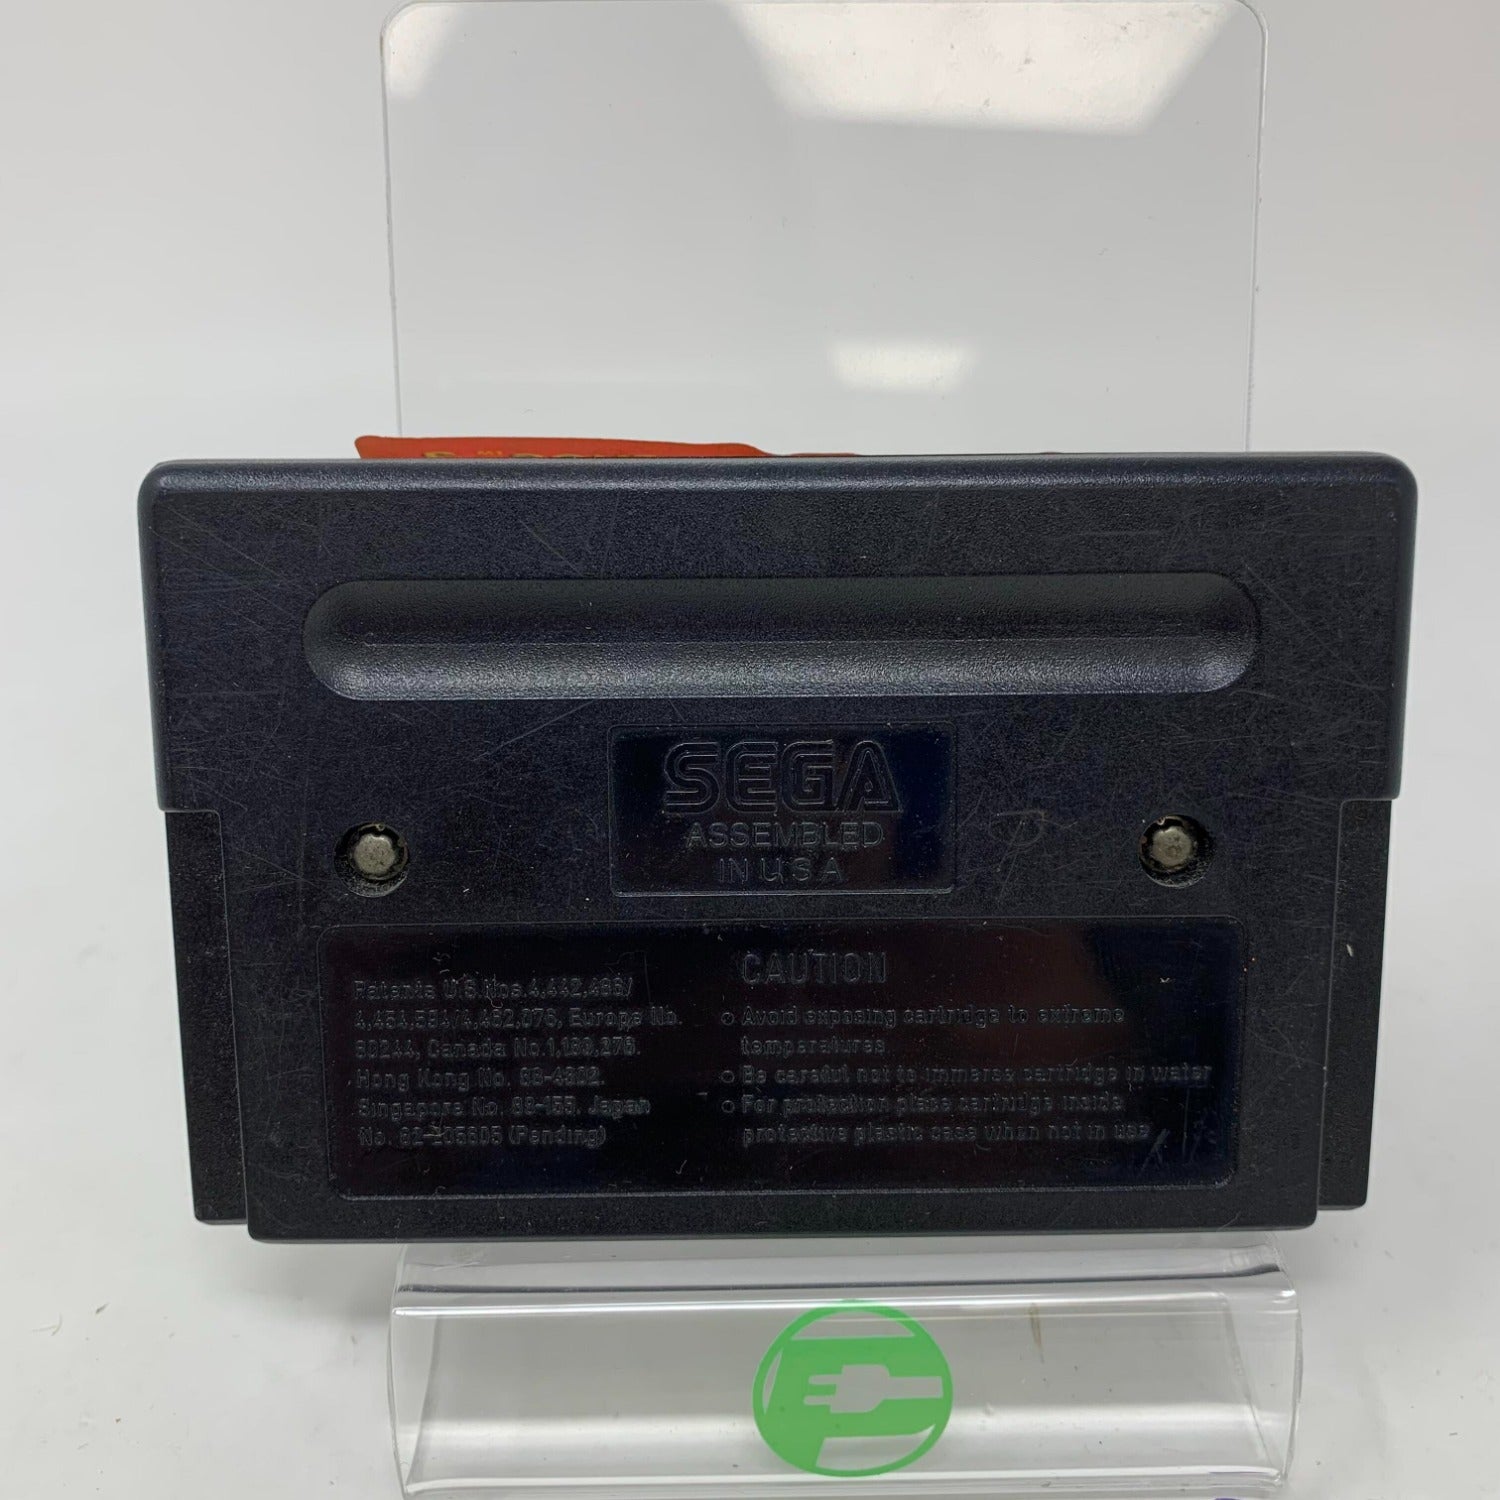 SEGA
ASSEMBLED
IN U S A
Patents U.S. Nos. 4,442,486/
4,454,594/4,462,076, Europe No.
80244, Canada No. 1,183,276.
Hong Kong No. 88-4302.
Singapore No. 88-155. Japan
No. 82-205605 (Pending)
CAUTION
Avoid exposing cartridge to extreme
temperatures
Be careful not to immerse cartridge in water
For protection place cartridge inside
protective plastic case when not in use